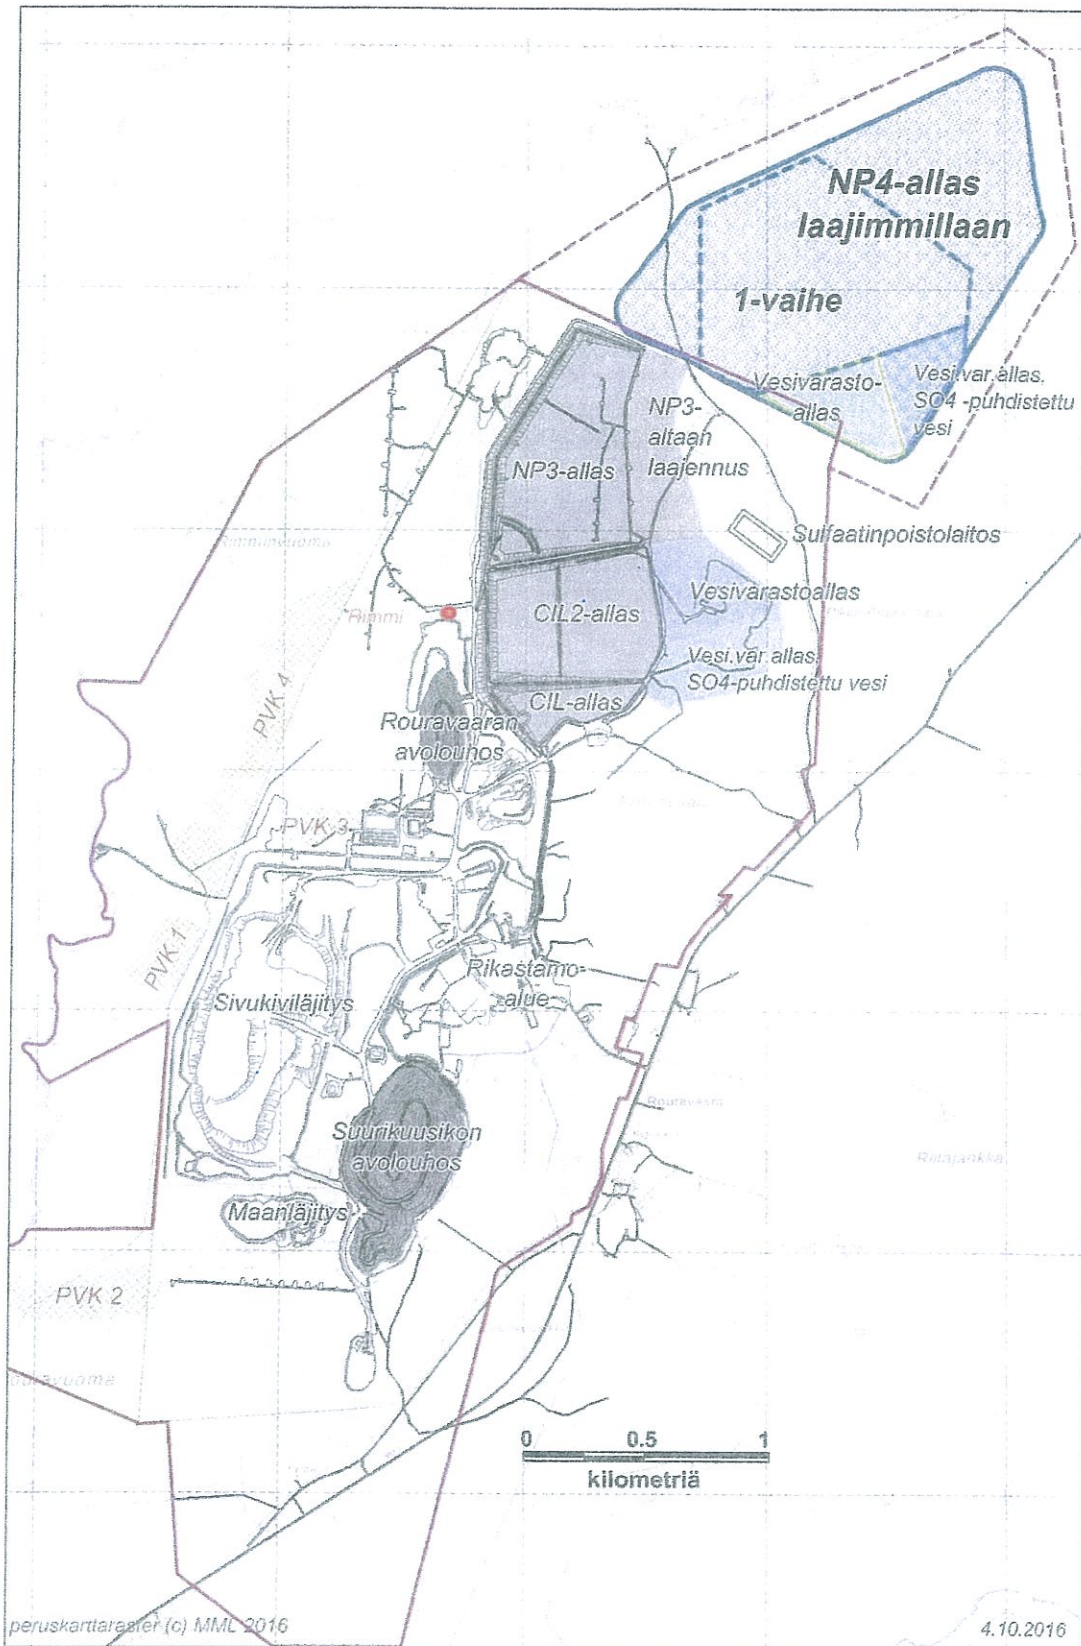 NP4-allas
laajimmillaan
1-vaihe
Vesivarasto-
allas
Vesi.var.allas.
SO4 -puhdistettu
vesi
NP3-
altaan
laajennus
NP3-allas
Sulfaatinpoistolaitos
Vesivarastoallas
CIL2-allas
Rimmi
Vesi.var.allas.
SO4-puhdistettu vesi
CIL-allas
PVK 4
Rouravaaran
avolouhos
PVK 3
PVK 1
Rikastamo-
alue
Sivukiviläjitys
Suurikuusikon
avolouhos
Maanläjitys
PVK 2
0 0.5 1
kilometriä
peruskarttaraster (c) MML 2016
4.10.2016